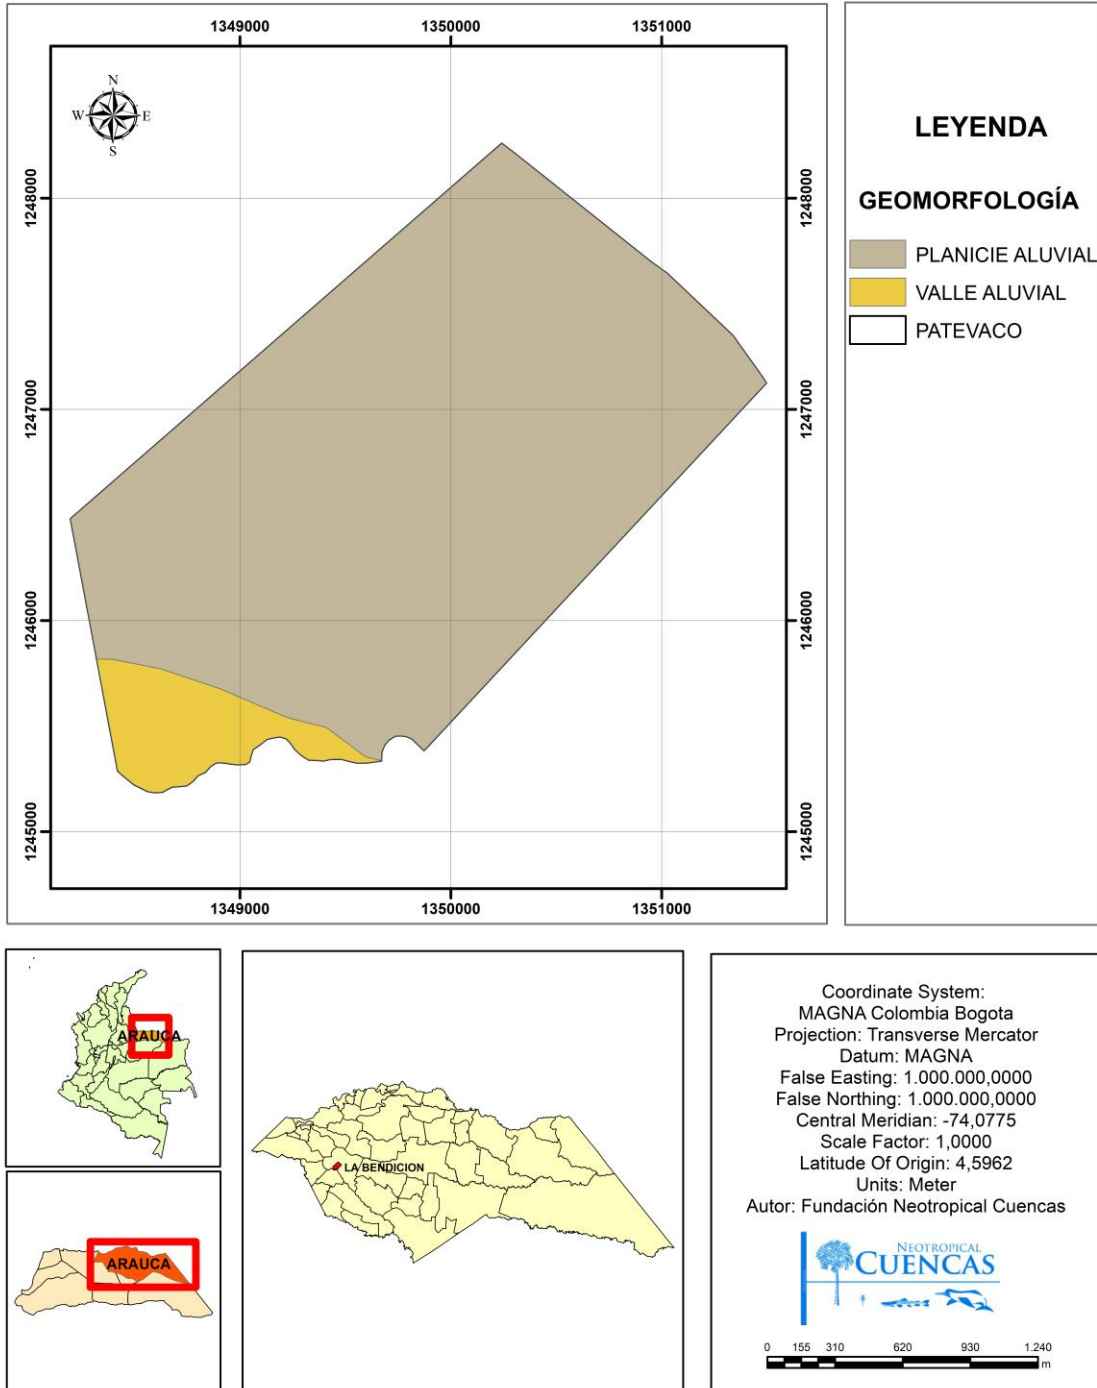 1349000 1350000 1351000
N
W E
S
1248000 1248000
1247000 1247000
1246000 1246000
1245000 1245000
1349000 1350000 1351000
LEYENDA
GEOMORFOLOGÍA
PLANICIE ALUVIAL
VALLE ALUVIAL
PATEVACO
ARAUCA
ARAUCA
LA BENDICION
Coordinate System:
MAGNA Colombia Bogota
Projection: Transverse Mercator
Datum: MAGNA
False Easting: 1.000.000,0000
False Northing: 1.000.000,0000
Central Meridian: -74,0775
Scale Factor: 1,0000
Latitude Of Origin: 4,5962
Units: Meter
Autor: Fundación Neotropical Cuencas
NEOTROPICAL
CUENCAS
0 155 310 620 930 1.240
m